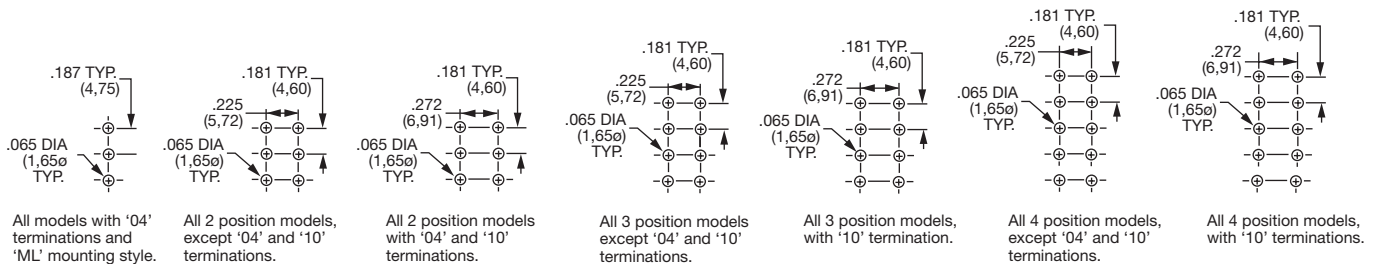 .187 TYP.
(4,75)
.065 DIA
(1,65ø
TYP.
All models with ‘04’
terminations and
‘ML’ mounting style.
.181 TYP.
(4,60)
.225
(5,72)
.065 DIA
(1,65ø)
TYP.
All 2 position models,
except ‘04’ and ‘10’
terminations.
.181 TYP.
(4,60)
.272
(6,91)
.065 DIA
(1,65ø)
TYP.
All 2 position models
with ‘04’ and ‘10’
terminations.
.181 TYP.
(4,60)
.225
(5,72)
.065 DIA
(1,65ø)
TYP.
All 3 position models
except ‘04’ and ‘10’
terminations.
.181 TYP.
(4,60)
.272
(6,91)
.065 DIA
(1,65ø)
TYP.
All 3 position models,
with ‘10’ termination.
.181 TYP.
(4,60)
.225
(5,72)
.065 DIA
(1,65ø)
TYP.
All 4 position models,
except ‘04’ and ‘10’
terminations.
.181 TYP.
(4,60)
.272
(6,91)
.065 DIA
(1,65ø)
TYP.
All 4 position models,
with ‘10’ terminations.